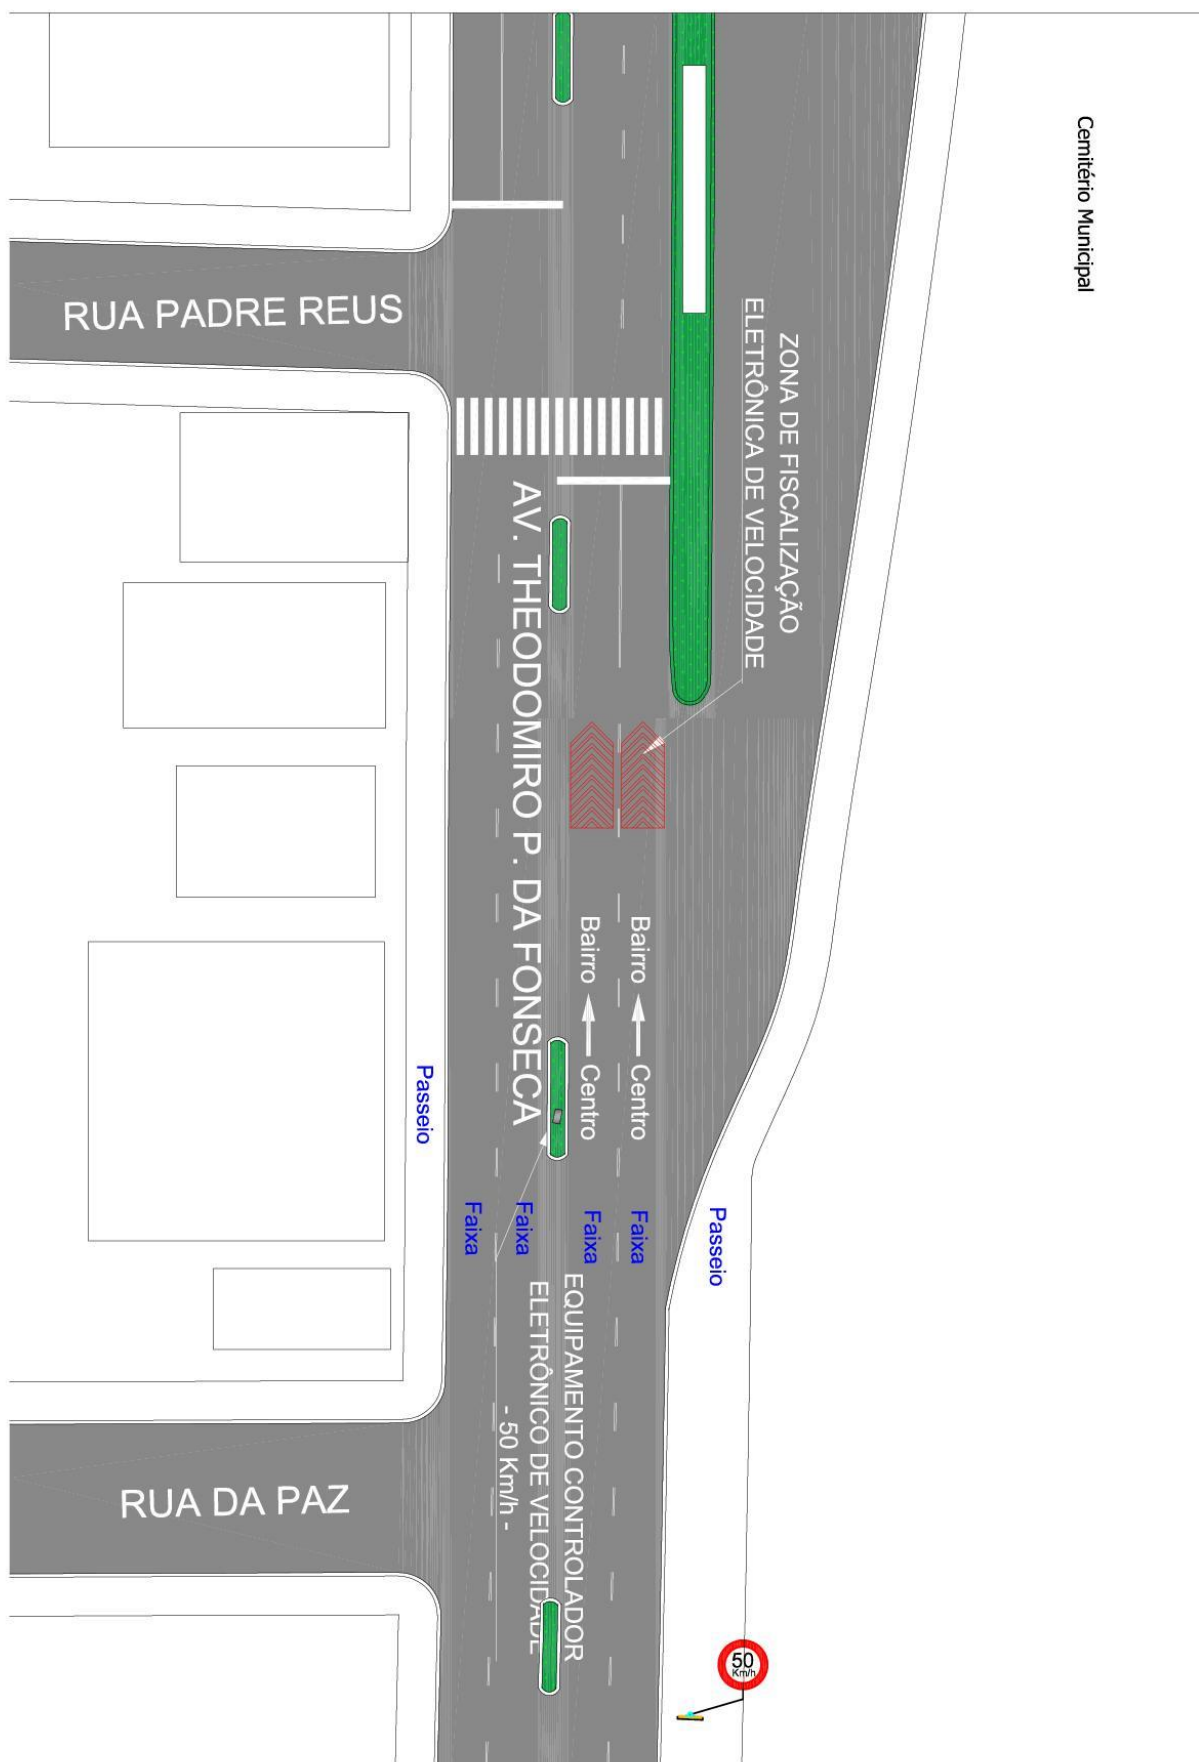 Cemitério Municipal
RUA PADRE REUS
ZONA DE FISCALIZAÇÃO
ELETRÔNICA DE VELOCIDADE
AV. THEODOMIRO P. DA FONSECA
Bairro Centro
Bairro Centro
Passeio
Passeio
Faixa
Faixa
Faixa
Faixa
EQUIPAMENTO CONTROLADOR
ELETRÔNICO DE VELOCIDADE
- 50 Km/h -
RUA DA PAZ
50
Km/h